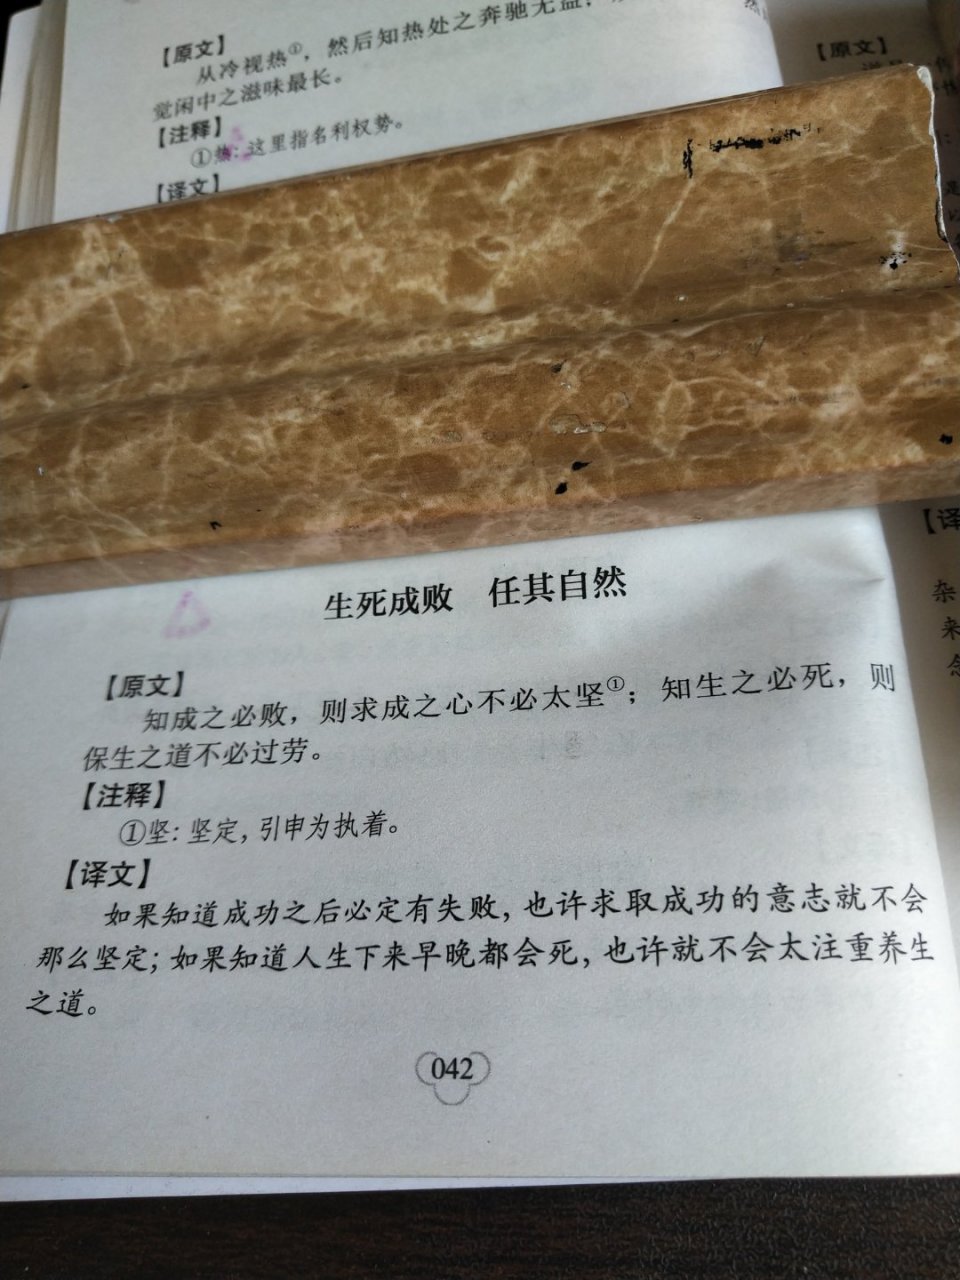 【原文】
从冷视热①，然后知热处之奔驰无益；
觉闲中之滋味最长。
【注释】
①热：这里指名利权势。
【译文】
生死成败　任其自然
【原文】
知成之必败，则求成之心不必太坚①；知生之必死，则
保生之道不必过劳。
【注释】
①坚：坚定，引申为执着。
【译文】
如果知道成功之后必定有失败，也许求取成功的意志就不会
那么坚定；如果知道人生下来早晚都会死，也许就不会太注重养生
之道。
042
【原文】
【译
杂
来
念